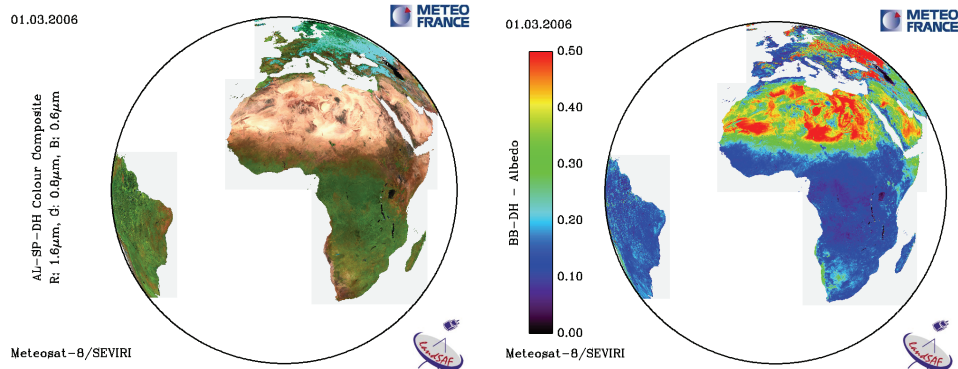 01.03.2006
METEO
FRANCE
AL-SP-DH Colour Composite
R: 1.6μm, G: 0.8μm, B: 0.6μm
Meteosat-8/SEVIRI
LandSAF
01.03.2006
METEO
FRANCE
BB-DH - Albedo
0.50
0.40
0.30
0.20
0.10
0.00
Meteosat-8/SEVIRI
LandSAF